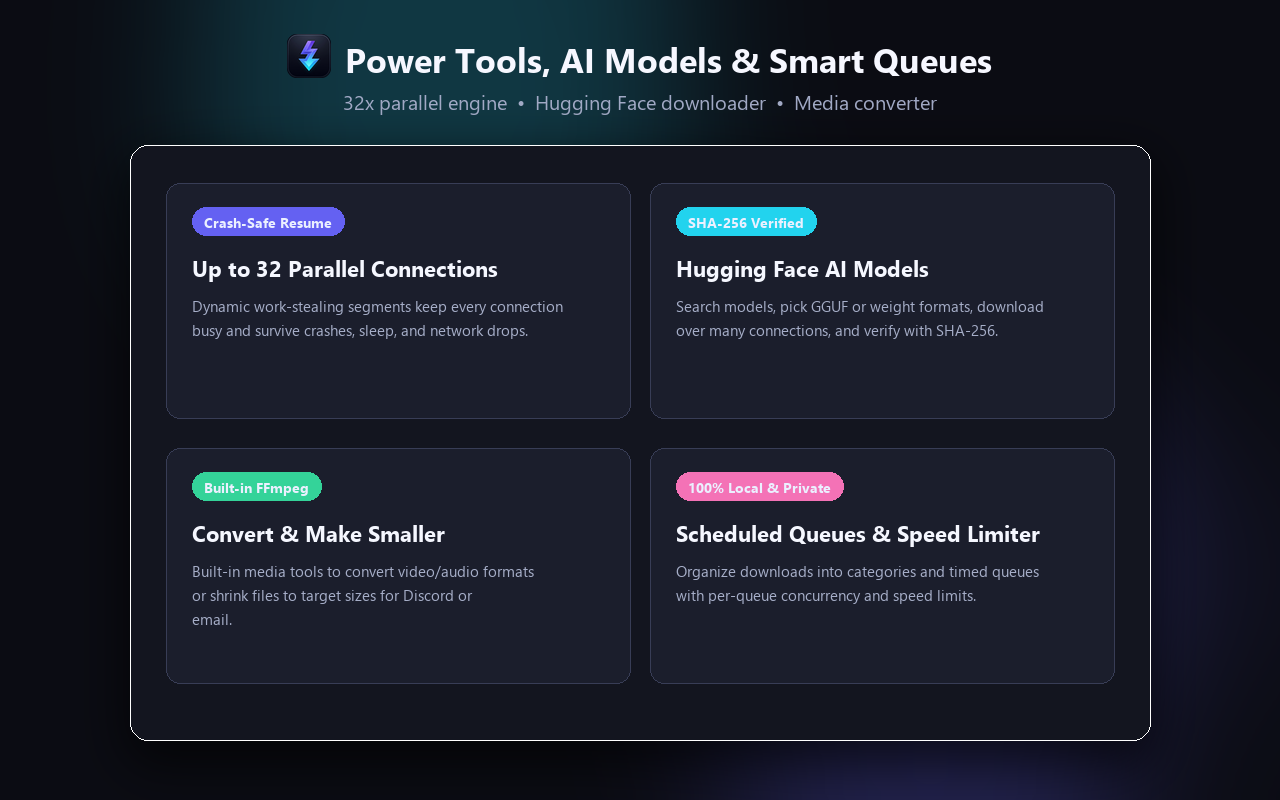 Power Tools, AI Models & Smart Queues
32x parallel engine • Hugging Face downloader • Media converter
Crash-Safe Resume
Up to 32 Parallel Connections
Dynamic work-stealing segments keep every connection
busy and survive crashes, sleep, and network drops.
SHA-256 Verified
Hugging Face AI Models
Search models, pick GGUF or weight formats, download
over many connections, and verify with SHA-256.
Built-in FFmpeg
Convert & Make Smaller
Built-in media tools to convert video/audio formats
or shrink files to target sizes for Discord or
email.
100% Local & Private
Scheduled Queues & Speed Limiter
Organize downloads into categories and timed queues
with per-queue concurrency and speed limits.